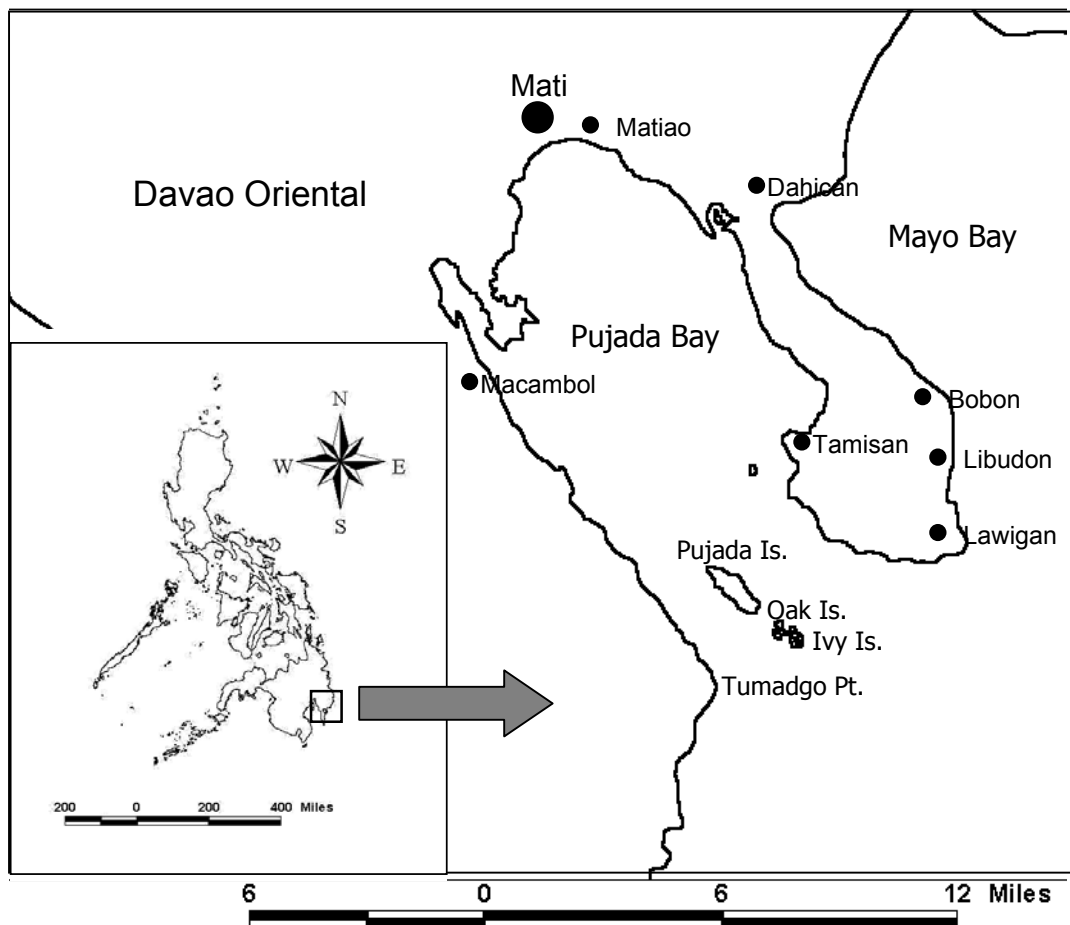 Mati
Matiao
Dahican
Davao Oriental
Mayo Bay
Pujada Bay
Macambol
Bobon
Tamisan
Libudon
Lawigan
Pujada Is.
Oak Is.
Ivy Is.
Tumadgo Pt.
N
W E
S
200 0 200 400 Miles
6 0 6 12 Miles